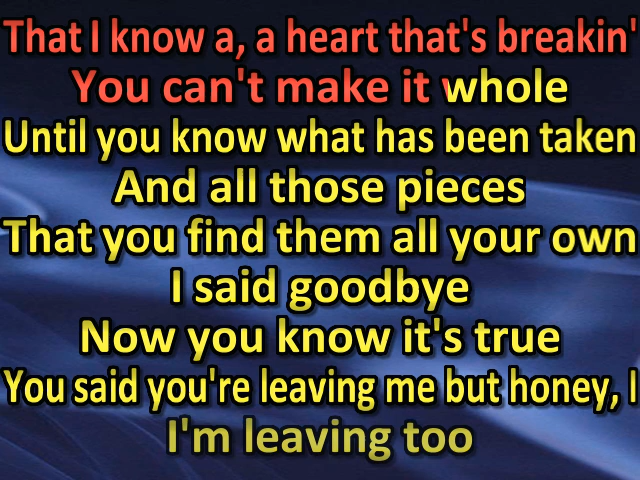 That I know a, a heart that's breakin'
You can't make it whole
Until you know what has been taken
And all those pieces
That you find them all your own
I said goodbye
Now you know it's true
You said you're leaving me but honey, I
I'm leaving too